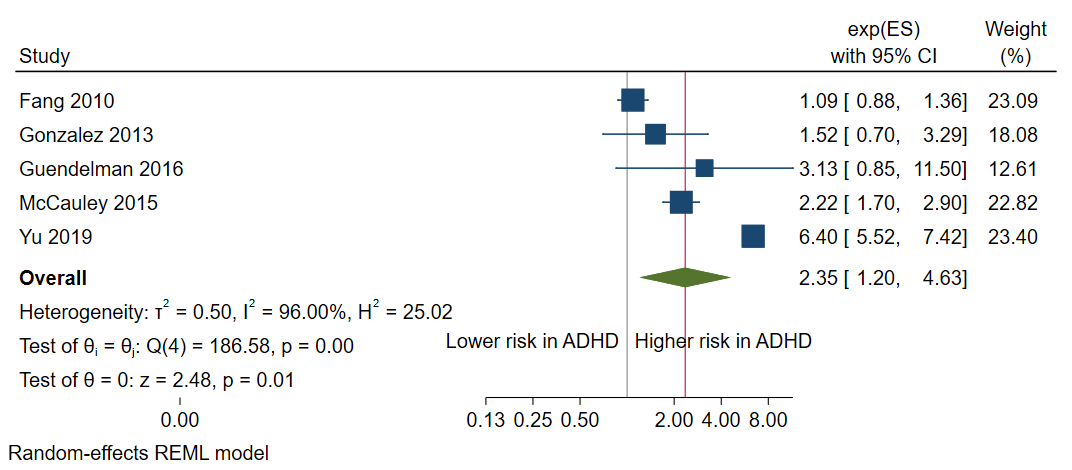 exp(ES) Weight
Study with 95% CI (%)
Fang 2010 1.09 [ 0.88, 1.36] 23.09
Gonzalez 2013 1.52 [ 0.70, 3.29] 18.08
Guendelman 2016 3.13 [ 0.85, 11.50] 12.61
McCauley 2015 2.22 [ 1.70, 2.90] 22.82
Yu 2019 6.40 [ 5.52, 7.42] 23.40
Overall 2.35 [ 1.20, 4.63]
Heterogeneity: τ² = 0.50, I² = 96.00%, H² = 25.02
Lower risk in ADHD Higher risk in ADHD
Test of θᵢ = θⱼ: Q(4) = 186.58, p = 0.00
Test of θ = 0: z = 2.48, p = 0.01
0.00 0.13 0.25 0.50 2.00 4.00 8.00
Random-effects REML model